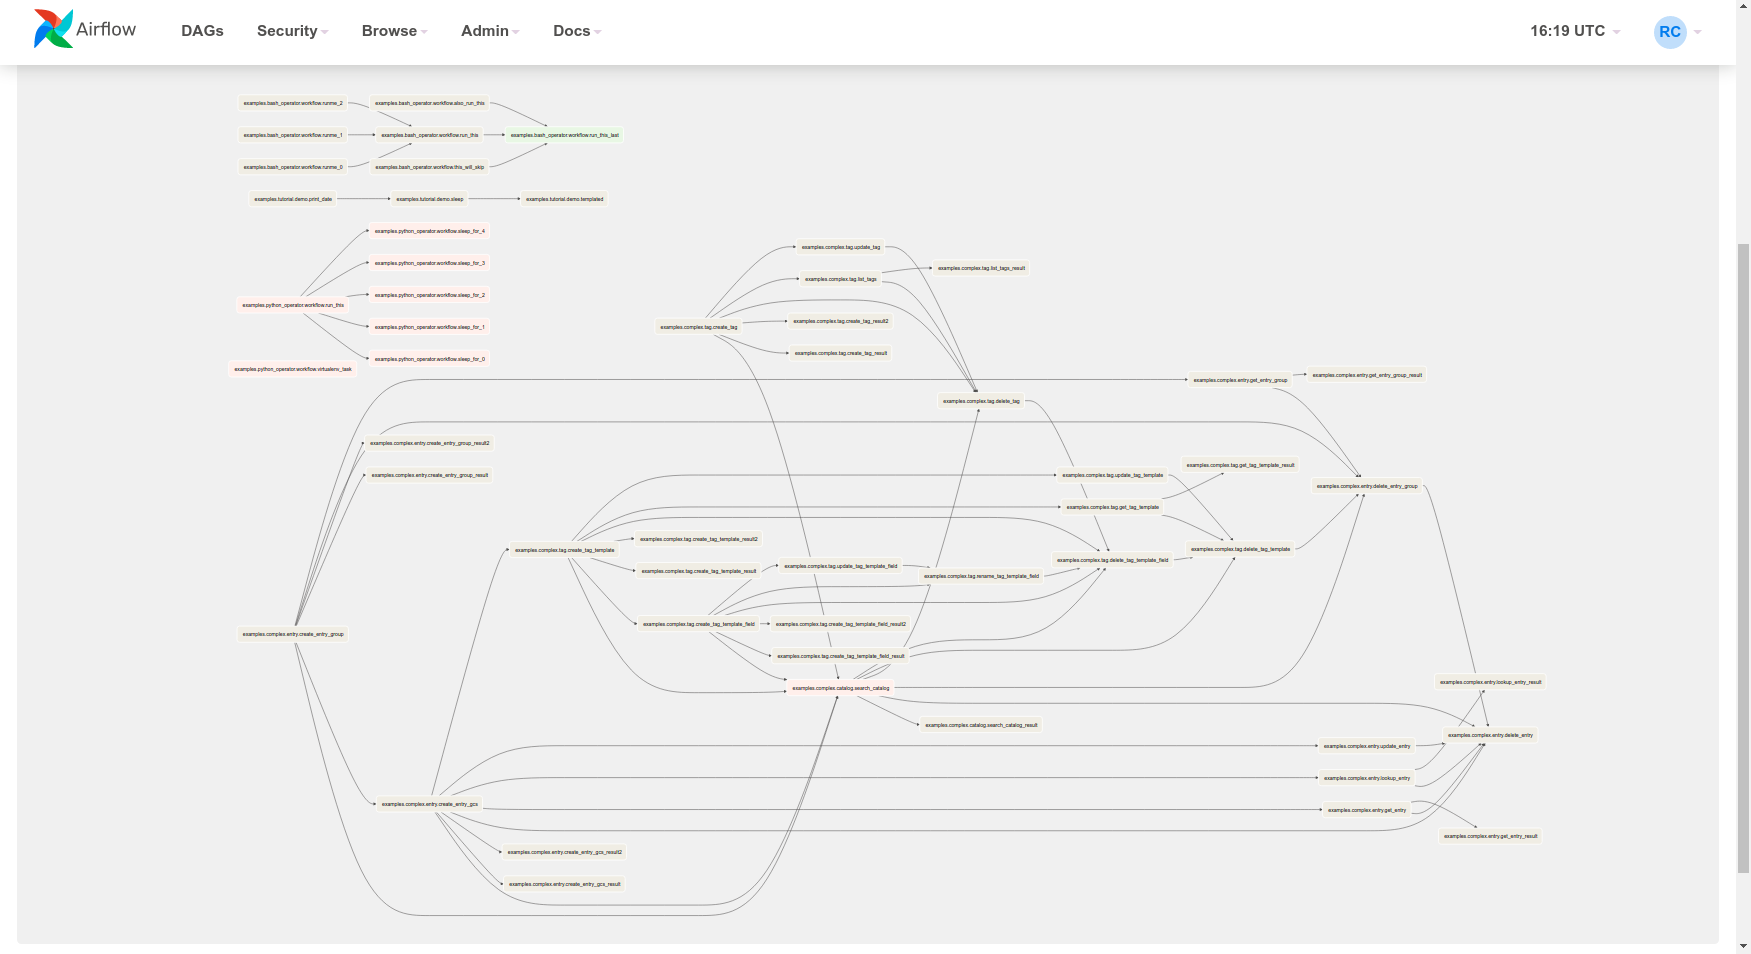 Airflow
DAGs
Security
Browse
Admin
Docs
16:19 UTC
RC
examples.bash_operator.workflow.runme_2
examples.bash_operator.workflow.also_run_this
examples.bash_operator.workflow.runme_1
examples.bash_operator.workflow.run_this
examples.bash_operator.workflow.run_this_last
examples.bash_operator.workflow.runme_0
examples.bash_operator.workflow.this_will_skip
examples.tutorial.demo.print_date
examples.tutorial.demo.sleep
examples.tutorial.demo.templated
examples.python_operator.workflow.sleep_for_4
examples.complex.tag.update_tag
examples.python_operator.workflow.sleep_for_3
examples.complex.tag.list_tags_result
examples.complex.tag.list_tags
examples.python_operator.workflow.sleep_for_2
examples.python_operator.workflow.run_this
examples.complex.tag.create_tag_result2
examples.python_operator.workflow.sleep_for_1
examples.complex.tag.create_tag
examples.complex.tag.create_tag_result
examples.python_operator.workflow.sleep_for_0
examples.python_operator.workflow.virtualenv_task
examples.complex.entry.get_entry_group
examples.complex.entry.get_entry_group_result
examples.complex.tag.delete_tag
examples.complex.entry.create_entry_group_result2
examples.complex.tag.get_tag_template_result
examples.complex.entry.create_entry_group_result
examples.complex.tag.update_tag_template
examples.complex.entry.delete_entry_group
examples.complex.tag.get_tag_template
examples.complex.tag.create_tag_template_result2
examples.complex.tag.create_tag_template
examples.complex.tag.delete_tag_template
examples.complex.tag.delete_tag_template_field
examples.complex.tag.update_tag_template_field
examples.complex.tag.create_tag_template_result
examples.complex.tag.rename_tag_template_field
examples.complex.tag.create_tag_template_field
examples.complex.tag.create_tag_template_field_result2
examples.complex.entry.create_entry_group
examples.complex.tag.create_tag_template_field_result
examples.complex.entry.lookup_entry_result
examples.complex.catalog.search_catalog
examples.complex.catalog.search_catalog_result
examples.complex.entry.delete_entry
examples.complex.entry.update_entry
examples.complex.entry.lookup_entry
examples.complex.entry.create_entry_gcs
examples.complex.entry.get_entry
examples.complex.entry.get_entry_result
examples.complex.entry.create_entry_gcs_result2
examples.complex.entry.create_entry_gcs_result